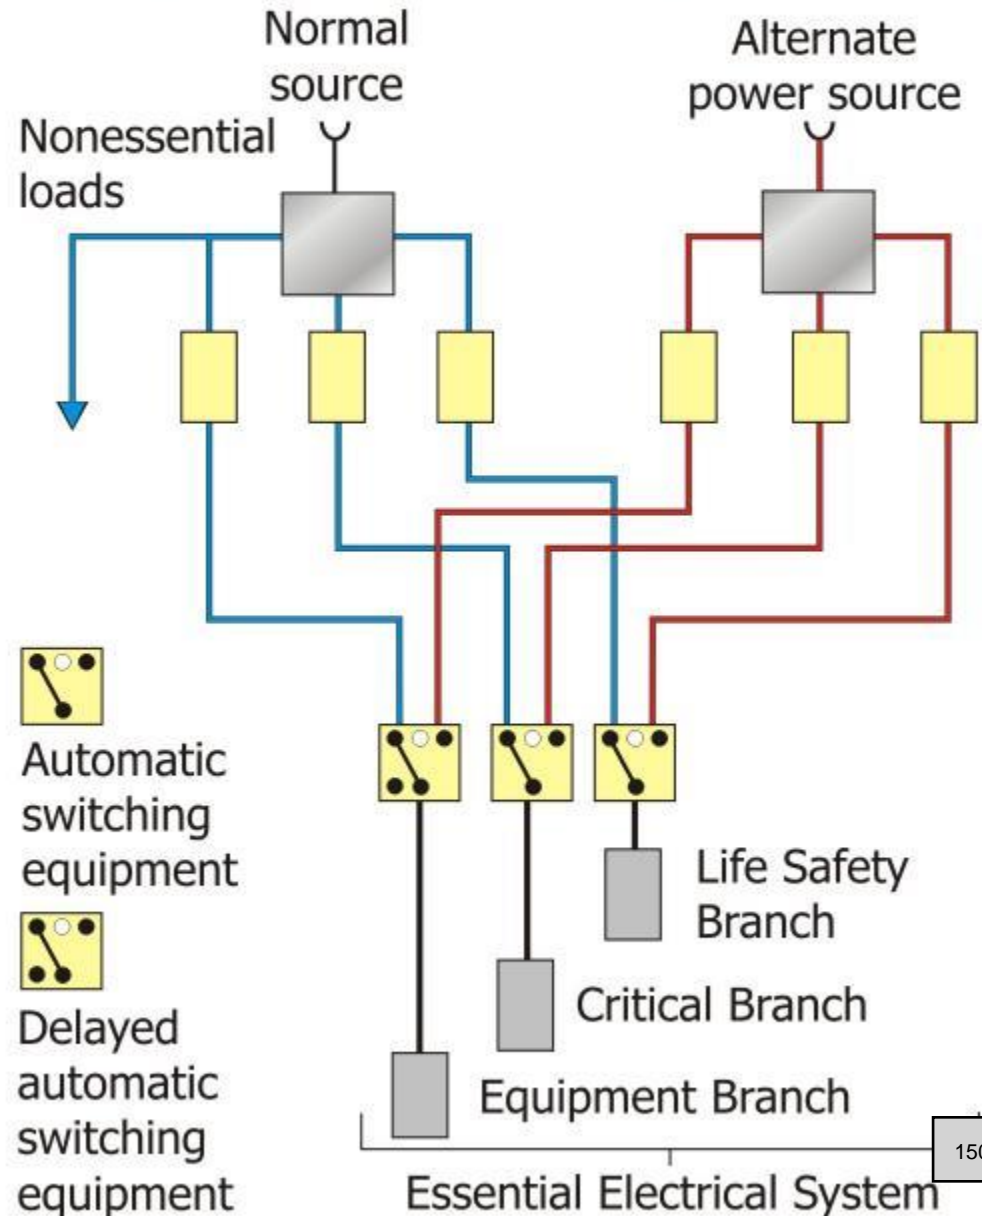 Normal
source
Alternate
power source
Nonessential
loads
Automatic
switching
equipment
Delayed
automatic
switching
equipment
Life Safety
Branch
Critical Branch
Equipment Branch
Essential Electrical System
150